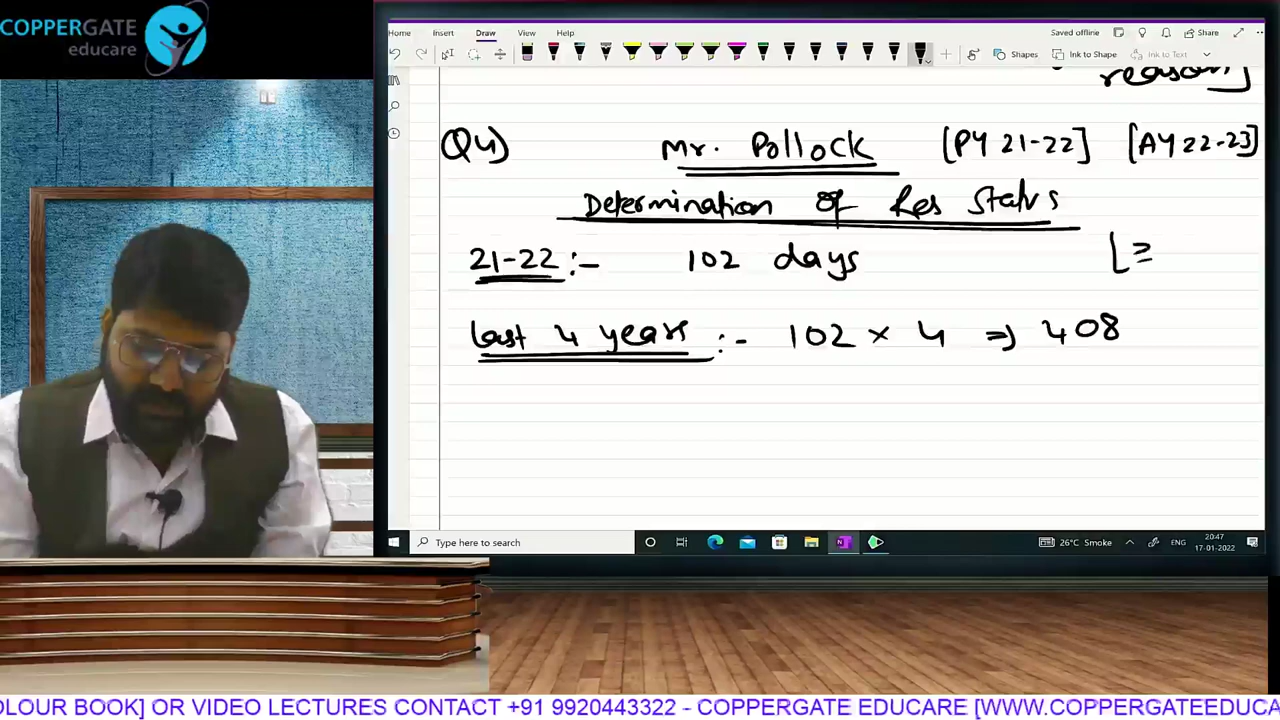 COPPERGATE
educare
Home Insert Draw View Help
Saved offline
Share
Shapes
Ink to Shape
Ink to Text
reason]
Q4) Mr. Pollock [PY 21-22] [AY 22-23]
Determination of Res Status
21-22 :- 102 days [≥
last 4 years :- 102 × 4 ⇒ 408
Type here to search
26°C Smoke
ENG
20:47
17-01-2022
OLOUR BOOK] OR VIDEO LECTURES CONTACT +91 9920443322 - COPPERGATE EDUCARE [WWW.COPPERGATEEDUCA